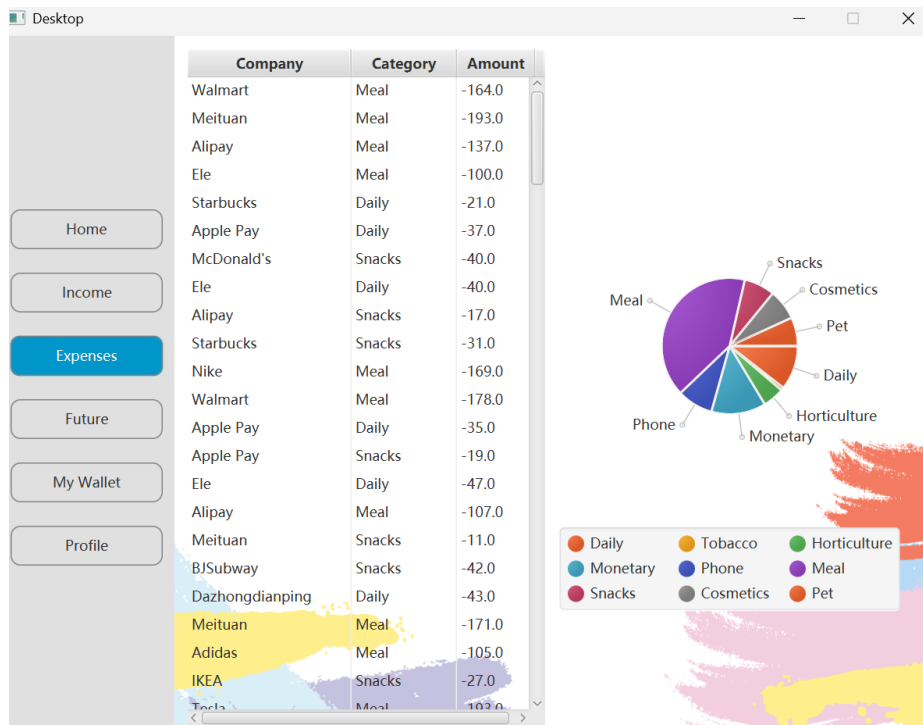 Desktop
Company Category Amount
Walmart Meal -164.0
Meituan Meal -193.0
Alipay Meal -137.0
Ele Meal -100.0
Starbucks Daily -21.0
Apple Pay Daily -37.0
McDonald's Snacks -40.0
Ele Daily -40.0
Alipay Snacks -17.0
Starbucks Snacks -31.0
Nike Meal -169.0
Walmart Meal -178.0
Apple Pay Daily -35.0
Apple Pay Snacks -19.0
Ele Daily -47.0
Alipay Meal -107.0
Meituan Snacks -11.0
BJSubway Snacks -42.0
Dazhongdianping Daily -43.0
Meituan Meal -171.0
Adidas Meal -105.0
IKEA Snacks -27.0
Tesla Meal -193.0
Home
Income
Expenses
Future
My Wallet
Profile
Snacks
Cosmetics
Meal
Pet
Daily
Horticulture
Phone
Monetary
Daily Tobacco Horticulture
Monetary Phone Meal
Snacks Cosmetics Pet